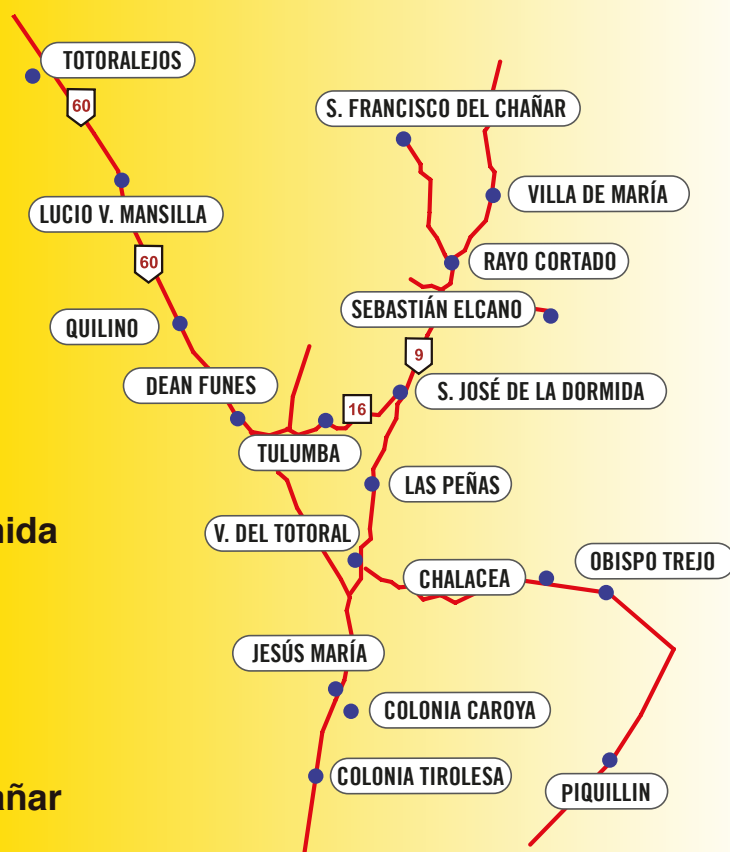 TOTORALEJOS
60
S. FRANCISCO DEL CHAÑAR
VILLA DE MARÍA
LUCIO V. MANSILLA
60
RAYO CORTADO
SEBASTIÁN ELCANO
QUILINO
9
DEAN FUNES
S. JOSÉ DE LA DORMIDA
16
TULUMBA
LAS PEÑAS
nida
V. DEL TOTORAL
OBISPO TREJO
CHALACEA
JESÚS MARÍA
COLONIA CAROYA
COLONIA TIROLESA
PIQUILLIN
añar